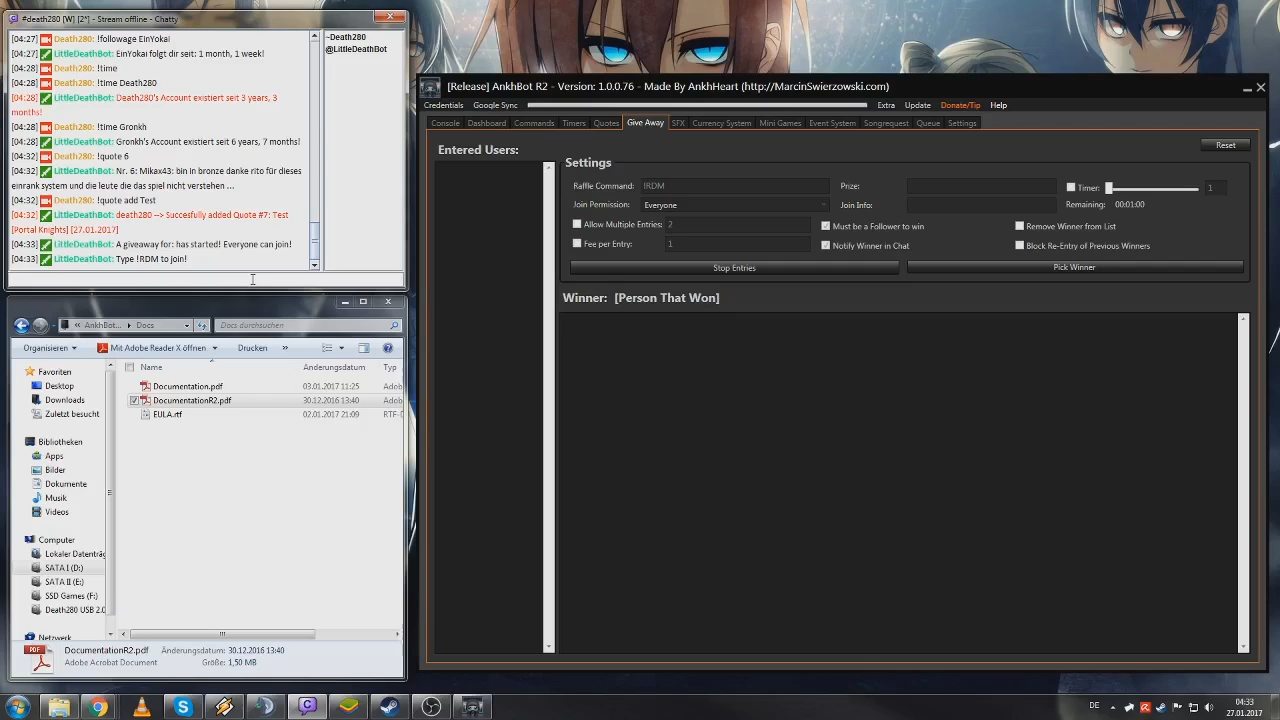 #death280 [W] [2*] - Stream offline - Chatty
[04:27] Death280: !followage EinYokai
[04:27] LittleDeathBot: EinYokai folgt dir seit: 1 month, 1 week!
[04:28] Death280: !time
[04:28] Death280: !time Death280
[04:28] LittleDeathBot: Death280's Account existiert seit 3 years, 3
months!
[04:28] Death280: !time Gronkh
[04:28] LittleDeathBot: Gronkh's Account existiert seit 6 years, 7 months!
[04:32] Death280: !quote 6
[04:32] LittleDeathBot: Nr. 6: Mikax43: bin in bronze danke rito für dieses
einrank system und die leute die das spiel nicht verstehen ...
[04:32] Death280: !quote add Test
[04:32] LittleDeathBot: death280 --> Succesfully added Quote #7: Test
[Portal Knights] [27.01.2017]
[04:33] LittleDeathBot: A giveaway for: has started! Everyone can join!
[04:33] LittleDeathBot: Type !RDM to join!
~Death280
@LittleDeathBot
« AnkhBot... ▸ Docs
Docs durchsuchen
Organisieren
Mit Adobe Reader X öffnen
Drucken
»
Name
Änderungsdatum
Typ
Favoriten
Desktop
Downloads
Zuletzt besucht
Bibliotheken
Apps
Bilder
Dokumente
Musik
Videos
Computer
Lokaler Datenträg
SATA I (D:)
SATA II (E:)
SSD Games (F:)
Death280 USB 2.0
Netzwerk
Documentation.pdf 03.01.2017 11:25 Adob
DocumentationR2.pdf 30.12.2016 13:40 Adob
EULA.rtf 02.01.2017 21:09 RTF-D
PDF
DocumentationR2.pdf Änderungsdatum: 30.12.2016 13:40
Adobe Acrobat Document Größe: 1,50 MB
[Release] AnkhBot R2 - Version: 1.0.0.76 - Made By AnkhHeart (http://MarcinSwierzowski.com)
Credentials Google Sync Extra Update Donate/Tip Help
Console Dashboard Commands Timers Quotes Give Away SFX Currency System Mini Games Event System Songrequest Queue Settings
Entered Users:
Reset
Settings
Raffle Command: !RDM Prize: Timer: 1
Join Permission: Everyone Join Info: Remaining: 00:01:00
Allow Multiple Entries: 2 Must be a Follower to win Remove Winner from List
Fee per Entry: 1 Notify Winner in Chat Block Re-Entry of Previous Winners
Stop Entries Pick Winner
Winner: [Person That Won]
DE
04:33
27.01.2017